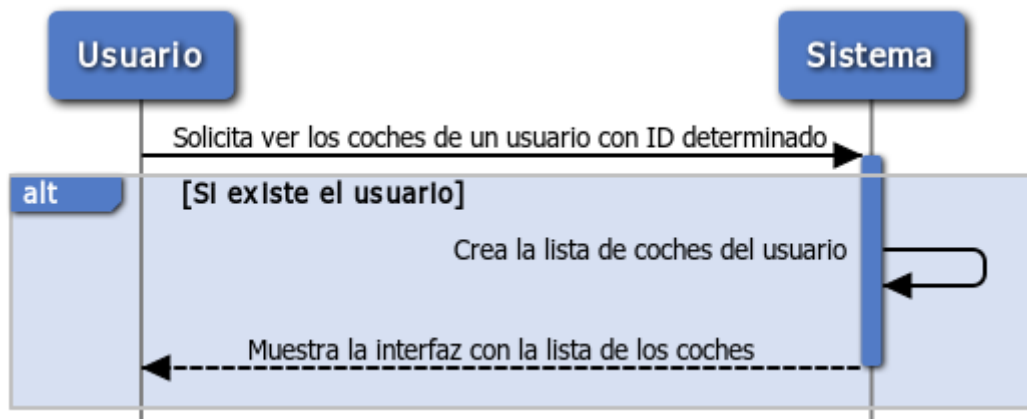 Usuario
Sistema
Solicita ver los coches de un usuario con ID determinado
alt
[Si existe el usuario]
Crea la lista de coches del usuario
Muestra la interfaz con la lista de los coches